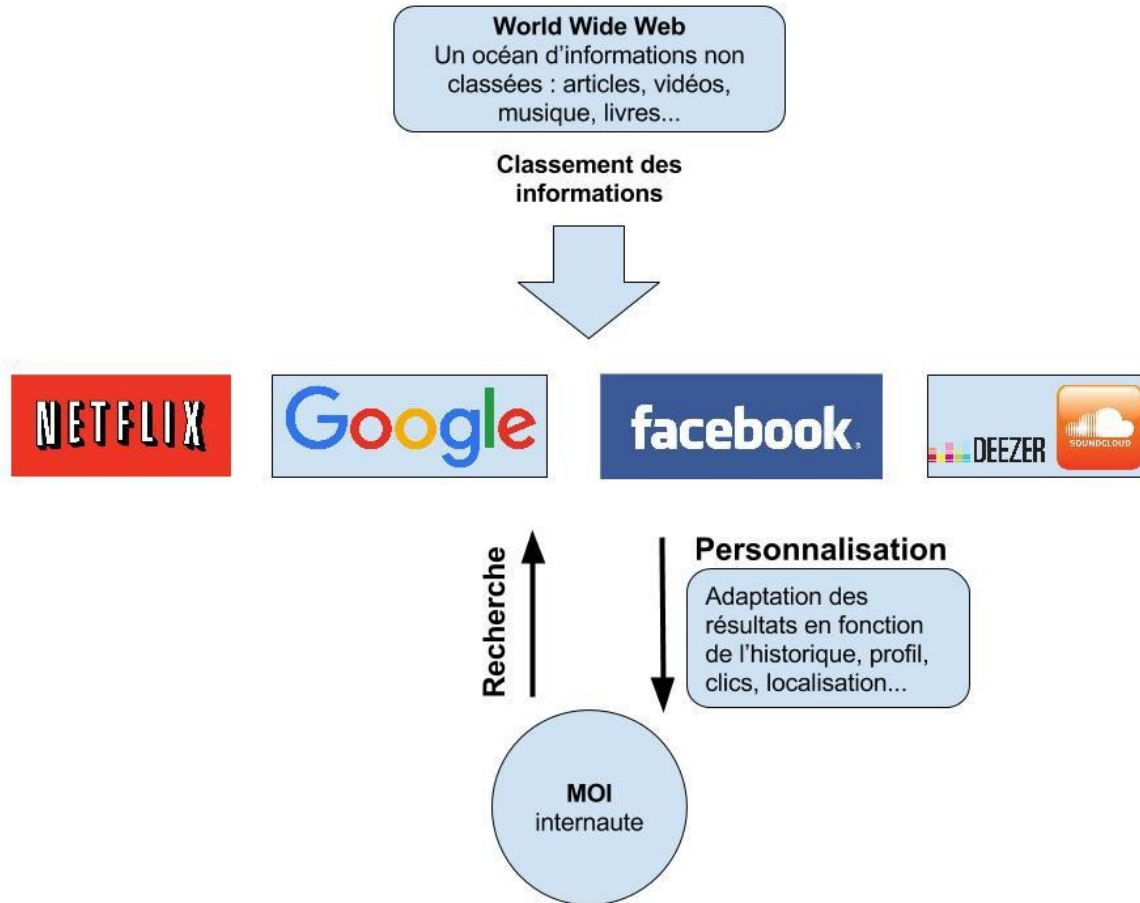 World Wide Web
Un océan d'informations non
classées : articles, vidéos,
musique, livres...
Classement des
informations
NETFLIX
Google
facebook.
DEEZER
SOUNDCLOUD
Recherche
Personnalisation
Adaptation des
résultats en fonction
de l'historique, profil,
clics, localisation...
MOI
internaute